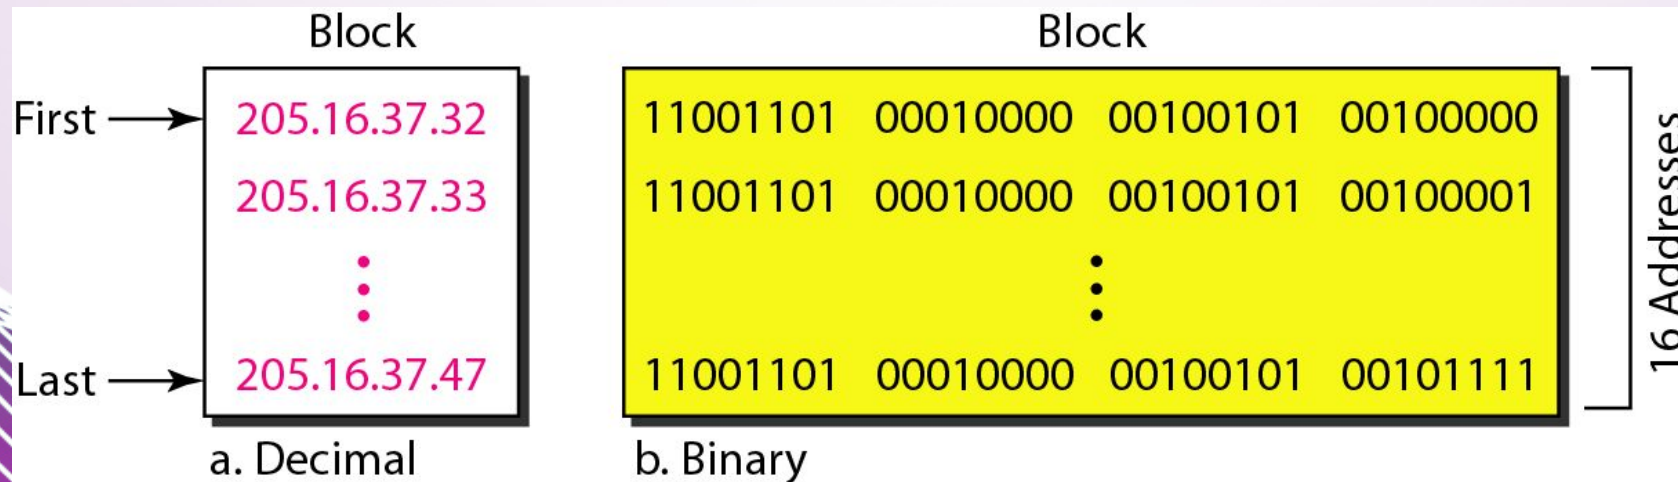 Block
First 205.16.37.32
205.16.37.33
Last 205.16.37.47
a. Decimal
Block
11001101 00010000 00100101 00100000
11001101 00010000 00100101 00100001
11001101 00010000 00100101 00101111
b. Binary
16 Addresses